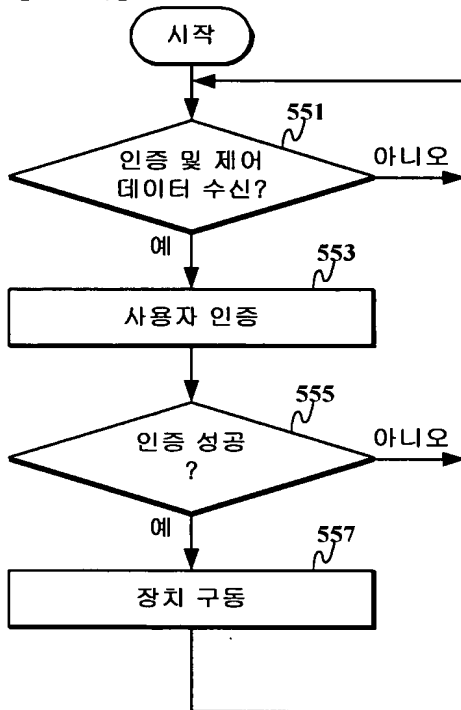 시작
551
인증 및 제어
데이터 수신?
아니오
예
553
사용자 인증
555
인증 성공
?
아니오
예
557
장치 구동